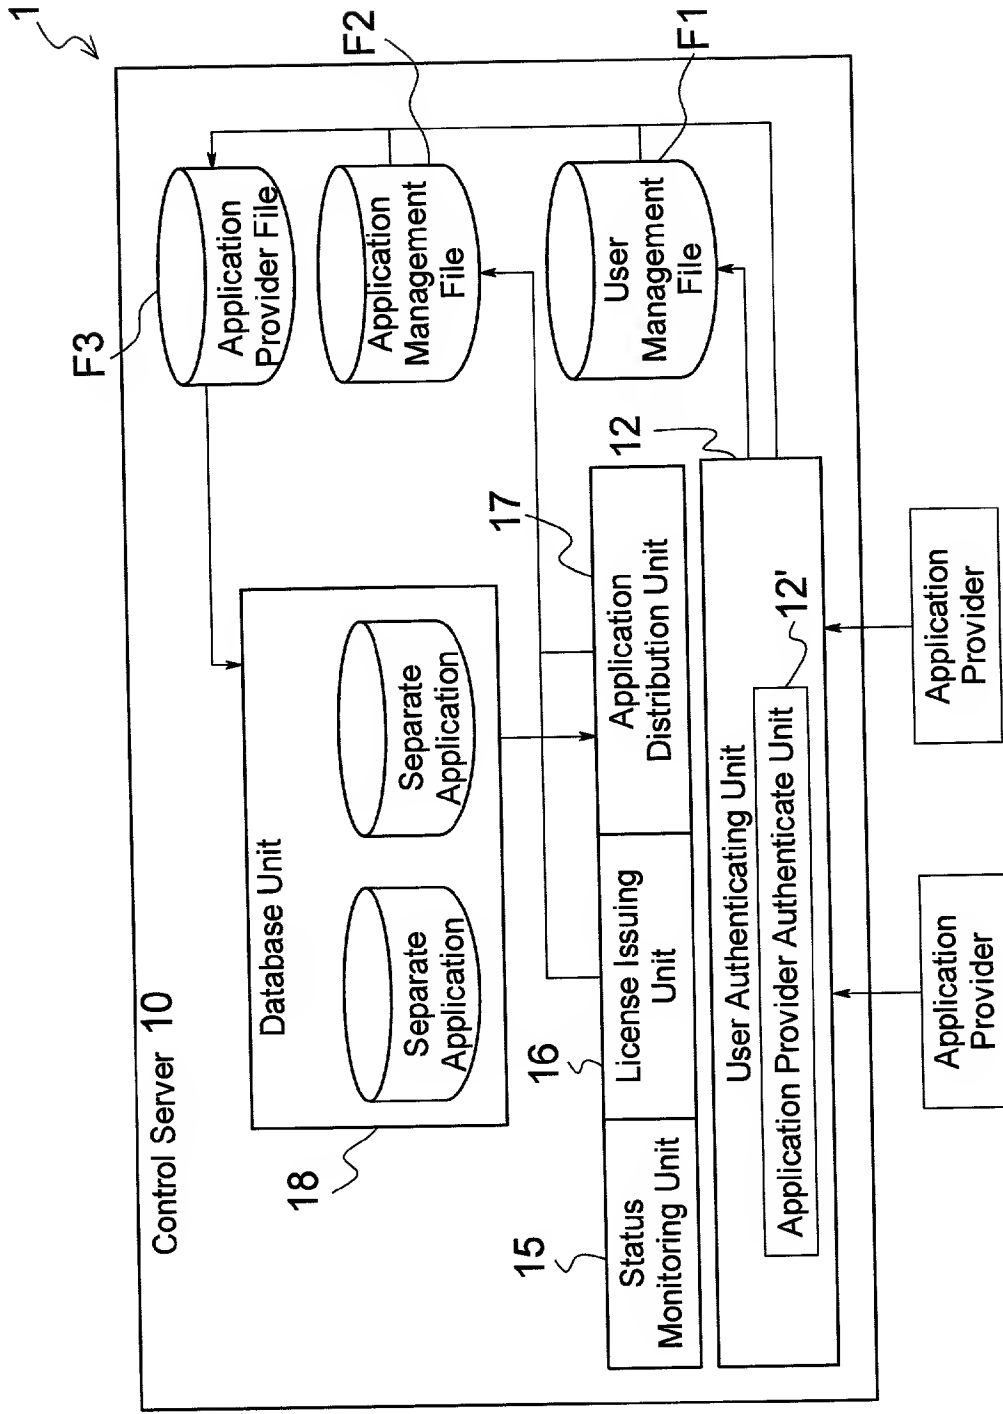 1
Control Server 10
F3
Application
Provider File
F2
Application
Management
File
F1
User
Management
File
Database Unit
Separate
Application
Separate
Application
18
15
Status
Monitoring Unit
16
License Issuing
Unit
17
Application
Distribution Unit
12
User Authenticating Unit
Application Provider Authenticate Unit
12'
Application
Provider
Application
Provider